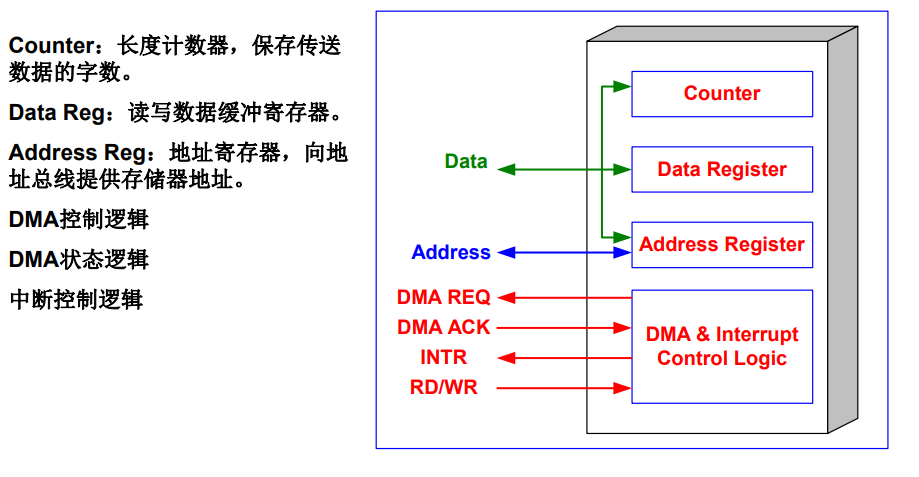 Counter：长度计数器，保存传送
数据的字数。
Data Reg：读写数据缓冲寄存器。
Address Reg：地址寄存器，向地
址总线提供存储器地址。
DMA控制逻辑
DMA状态逻辑
中断控制逻辑
Counter
Data
Data Register
Address Register
Address
DMA REQ
DMA ACK
INTR
RD/WR
DMA & Interrupt
Control Logic